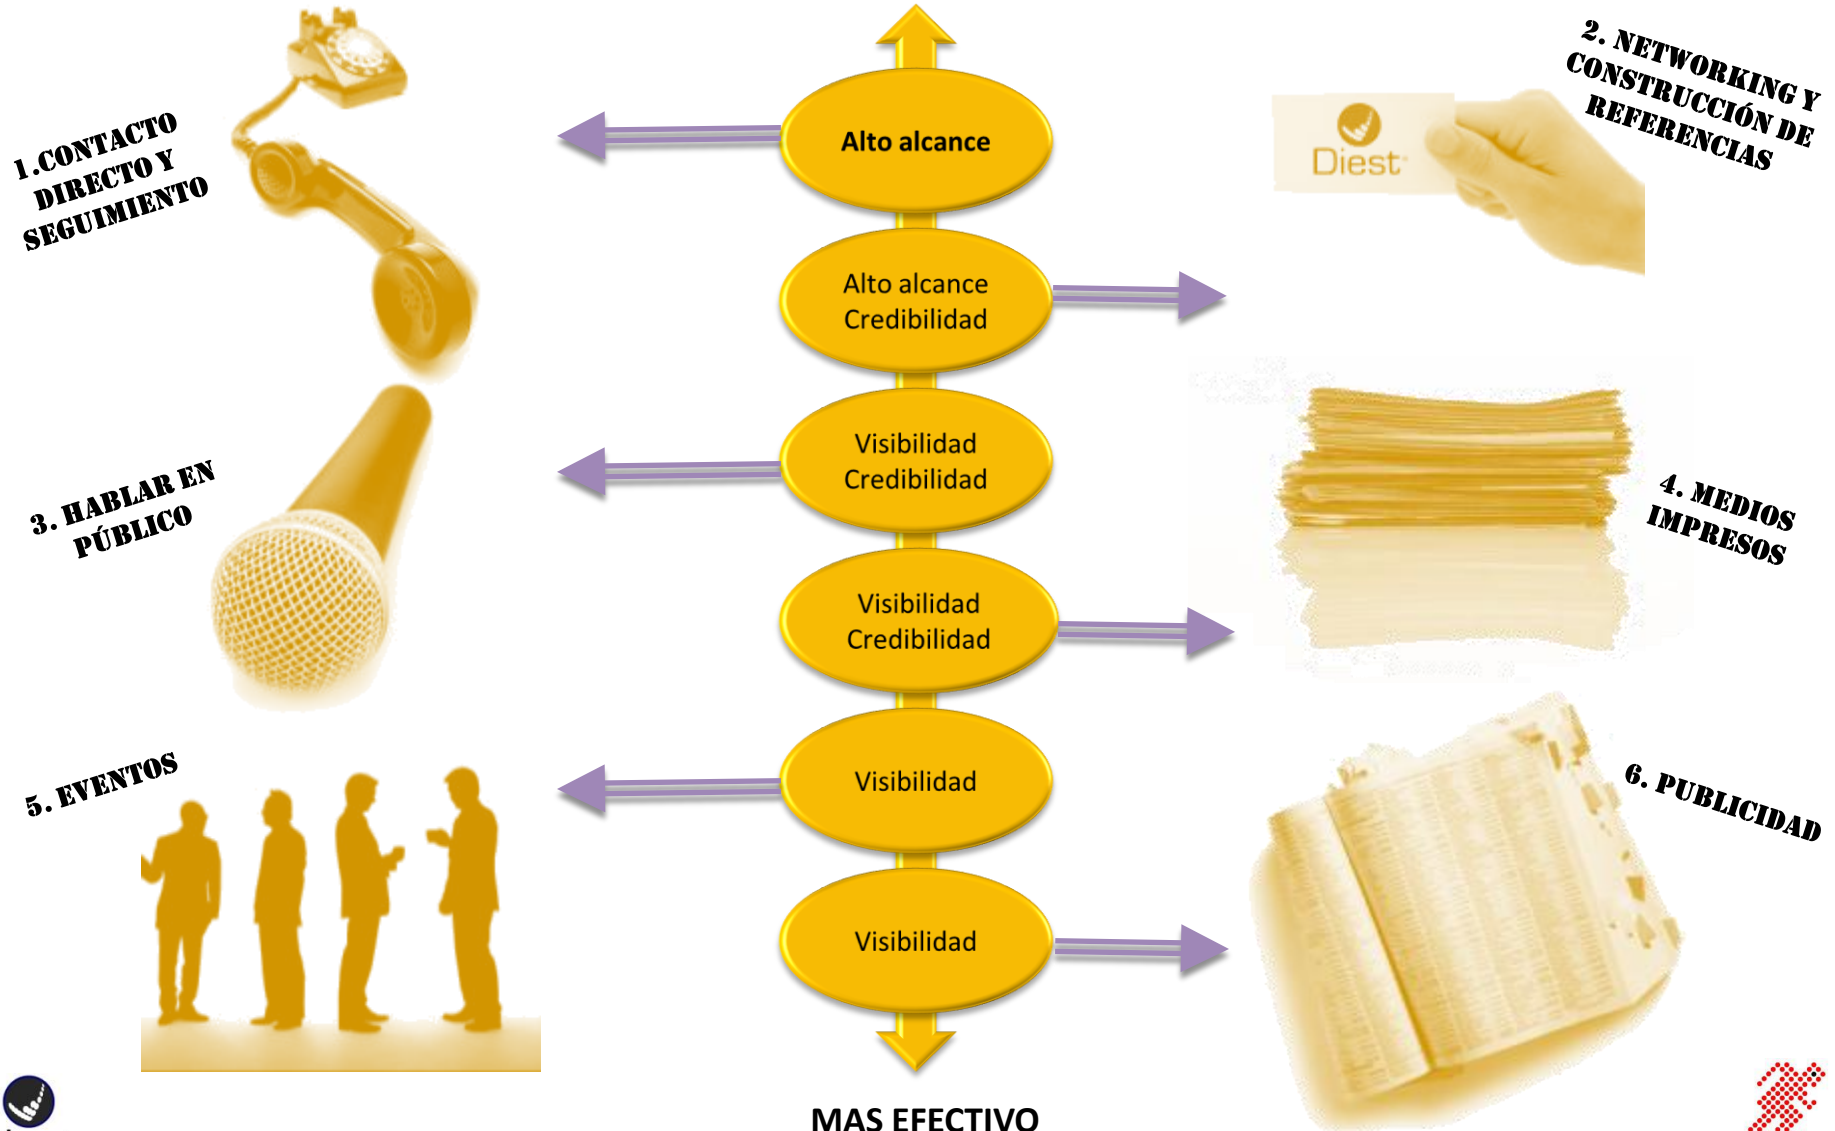 1.CONTACTO
DIRECTO Y
SEGUIMIENTO
Alto alcance
2. NETWORKING Y
CONSTRUCCIÓN DE
REFERENCIAS
Diest
Alto alcance
Credibilidad
3. HABLAR EN
PÚBLICO
Visibilidad
Credibilidad
4. MEDIOS
IMPRESOS
Visibilidad
Credibilidad
5. EVENTOS
Visibilidad
6. PUBLICIDAD
Visibilidad
MAS EFECTIVO